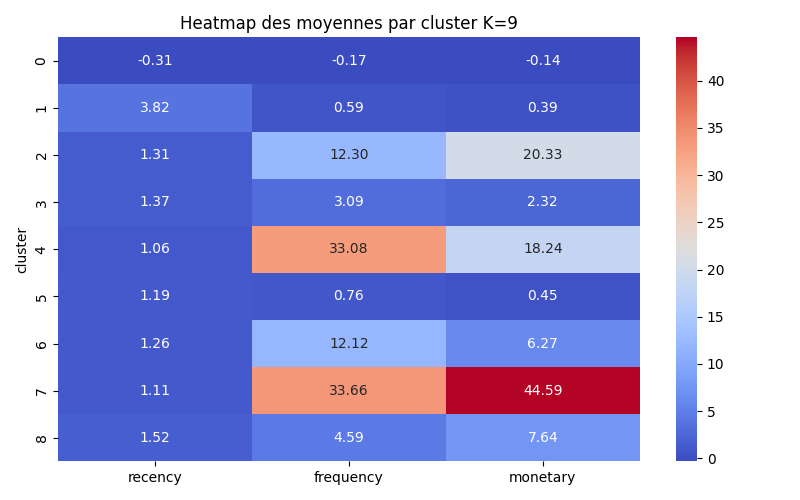 Heatmap des moyennes par cluster K=9
cluster
0 -0.31 -0.17 -0.14
1 3.82 0.59 0.39
2 1.31 12.30 20.33
3 1.37 3.09 2.32
4 1.06 33.08 18.24
5 1.19 0.76 0.45
6 1.26 12.12 6.27
7 1.11 33.66 44.59
8 1.52 4.59 7.64
recency frequency monetary
40
35
30
25
20
15
10
5
0